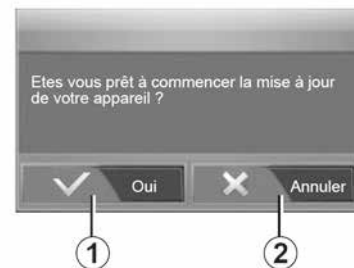 Etes vous prêt à commencer la mise à jour
de votre appareil ?
Oui
Annuler
1
2